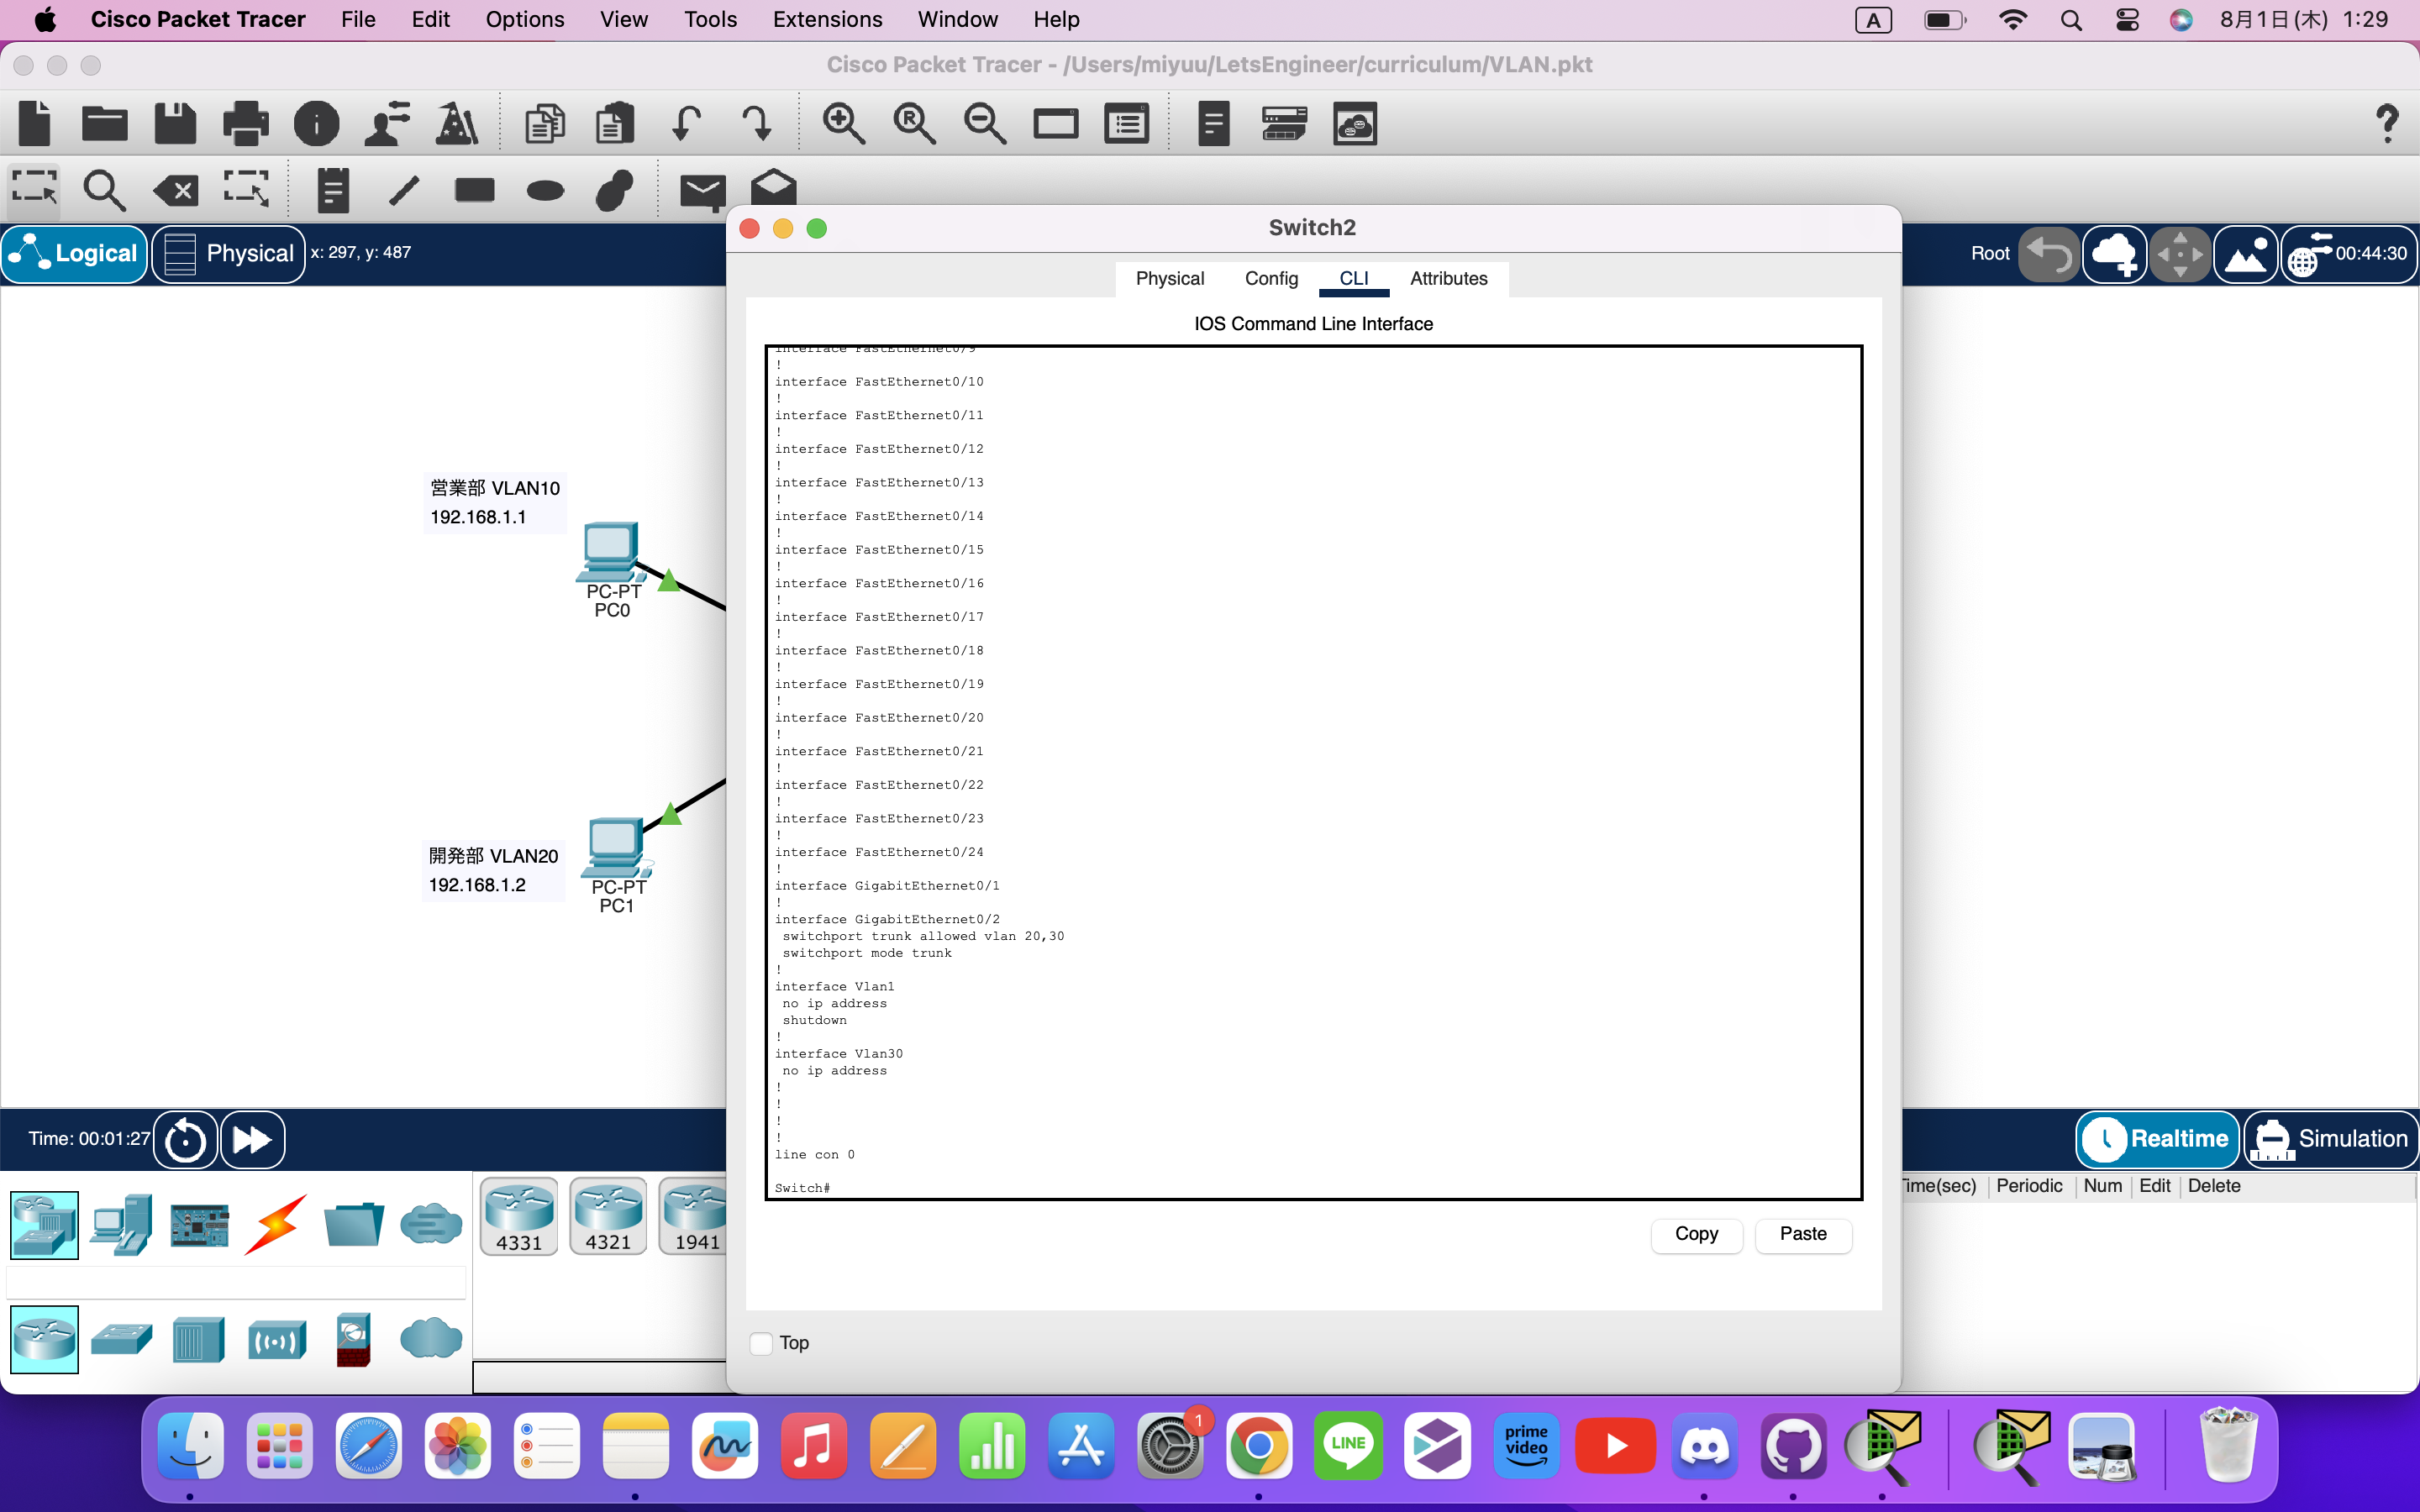 Cisco Packet Tracer File Edit Options View Tools Extensions Window Help A 8月1日(木) 1:29
Cisco Packet Tracer - /Users/miyuu/LetsEngineer/curriculum/VLAN.pkt
Logical Physical x: 297, y: 487 Root 00:44:30
営業部 VLAN10
192.168.1.1
PC-PT
PC0
開発部 VLAN20
192.168.1.2
PC-PT
PC1
Switch2
Physical Config CLI Attributes
IOS Command Line Interface
interface FastEthernet0/9
!
interface FastEthernet0/10
!
interface FastEthernet0/11
!
interface FastEthernet0/12
!
interface FastEthernet0/13
!
interface FastEthernet0/14
!
interface FastEthernet0/15
!
interface FastEthernet0/16
!
interface FastEthernet0/17
!
interface FastEthernet0/18
!
interface FastEthernet0/19
!
interface FastEthernet0/20
!
interface FastEthernet0/21
!
interface FastEthernet0/22
!
interface FastEthernet0/23
!
interface FastEthernet0/24
!
interface GigabitEthernet0/1
!
interface GigabitEthernet0/2
switchport trunk allowed vlan 20,30
switchport mode trunk
!
interface Vlan1
no ip address
shutdown
!
interface Vlan30
no ip address
!
!
!
!
line con 0
Switch#
Copy Paste
Top
Time: 00:01:27
Realtime Simulation
Time(sec) Periodic Num Edit Delete
4331 4321 1941
1
LINE
prime
video